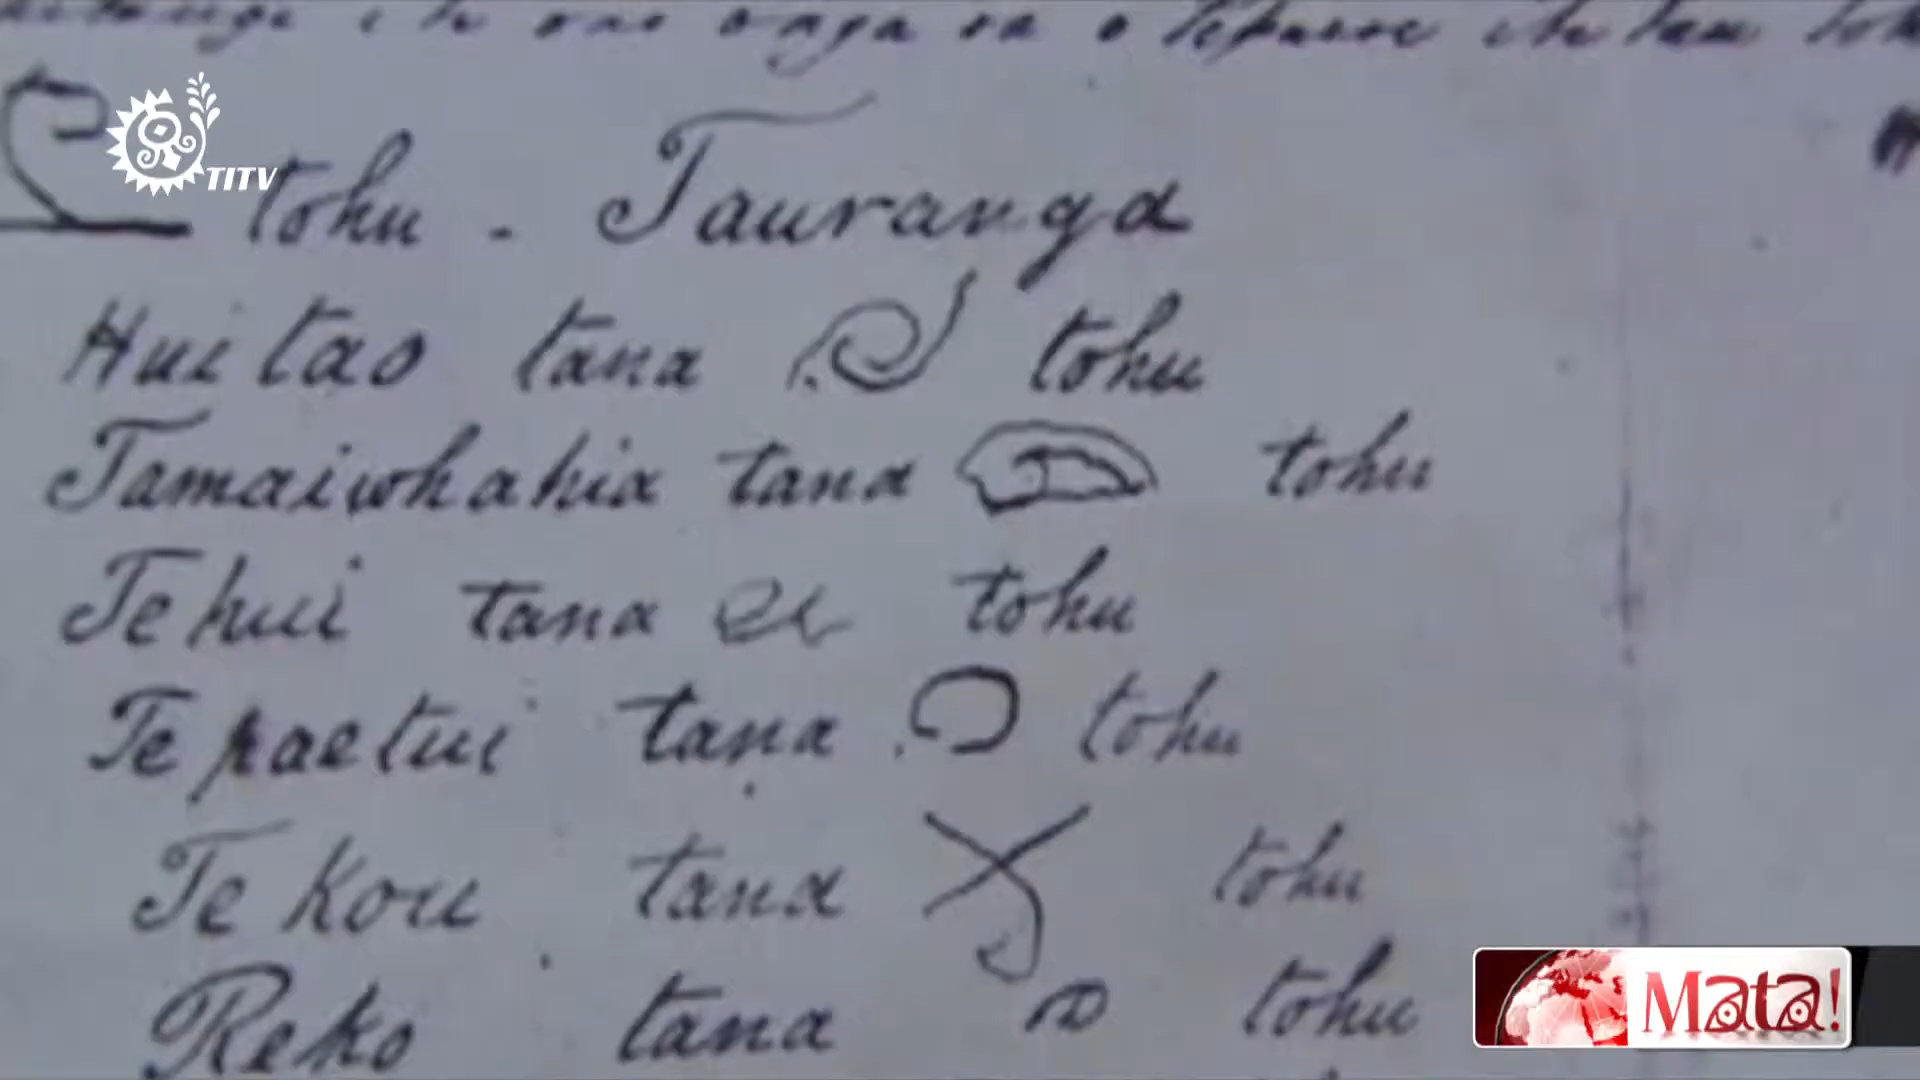 tohu - Tauranga
Huitao tana tohu
Tamaiwhakia tana tohu
Te hui tana tohu
Te paetui tana tohu
Te Kou tana tohu
Reko tana tohu
TITV
Mata!